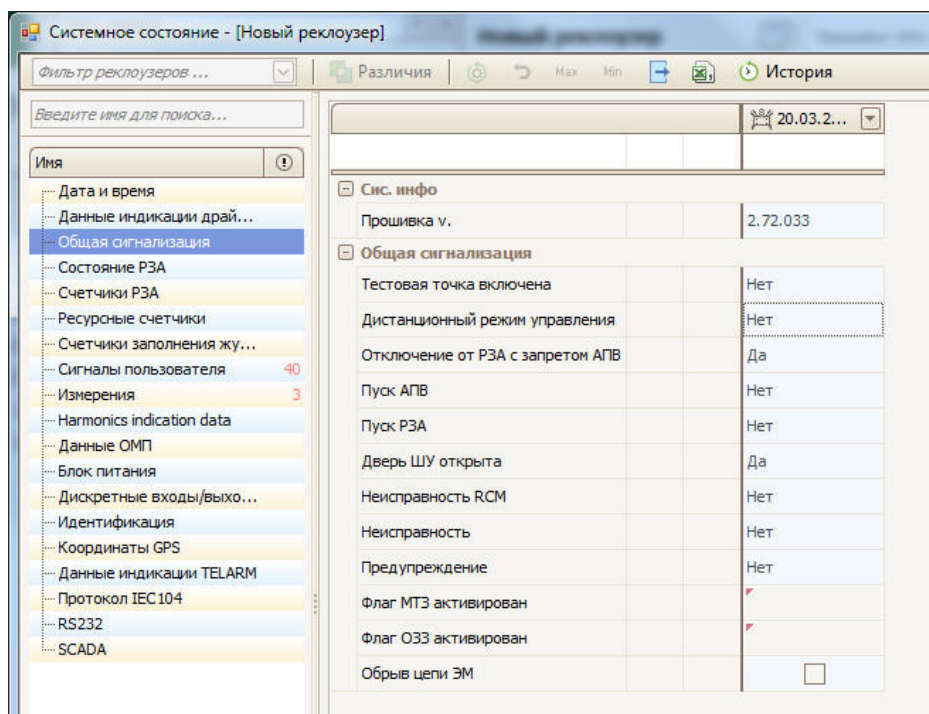 Системное состояние - [Новый реклоузер]
Новый реклоузер
Фильтр реклоузеров ...
Различия
Max
Min
История
Введите имя для поиска...
20.03.2...
Имя
Дата и время
Данные индикации драй...
Общая сигнализация
Состояние РЗА
Счетчики РЗА
Ресурсные счетчики
Счетчики заполнения жу...
Сигналы пользователя 40
Измерения 3
Harmonics indication data
Данные ОМП
Блок питания
Дискретные входы/выхо...
Идентификация
Координаты GPS
Данные индикации TELARM
Протокол IEC104
RS232
SCADA
Сис. инфо
Прошивка v. 2.72.033
Общая сигнализация
Тестовая точка включена Нет
Дистанционный режим управления Нет
Отключение от РЗА с запретом АПВ Да
Пуск АПВ Нет
Пуск РЗА Нет
Дверь ШУ открыта Да
Неисправность RCM Нет
Неисправность Нет
Предупреждение Нет
Флаг МТЗ активирован
Флаг ОЗЗ активирован
Обрыв цепи ЭМ